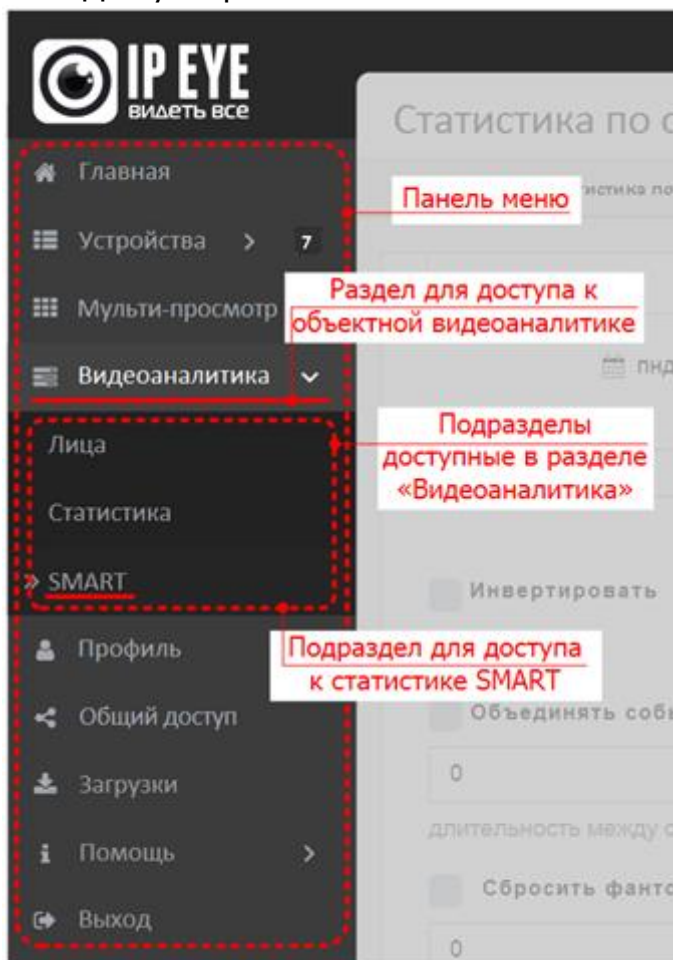 IP EYE
ВИДЕТЬ ВСЕ
Статистика по
Главная
Панель меню
Устройства > 7
Раздел для доступа к
объектной видеоаналитике
Мульти-просмотр
Видеоаналитика
Подразделы
доступные в разделе
«Видеоаналитика»
Лица
Статистика
» SMART
Инвертировать
Подраздел для доступа
к статистике SMART
Профиль
Общий доступ
Объединять
0
Загрузки
длительность между
Помощь >
Сбросить
Выход
0